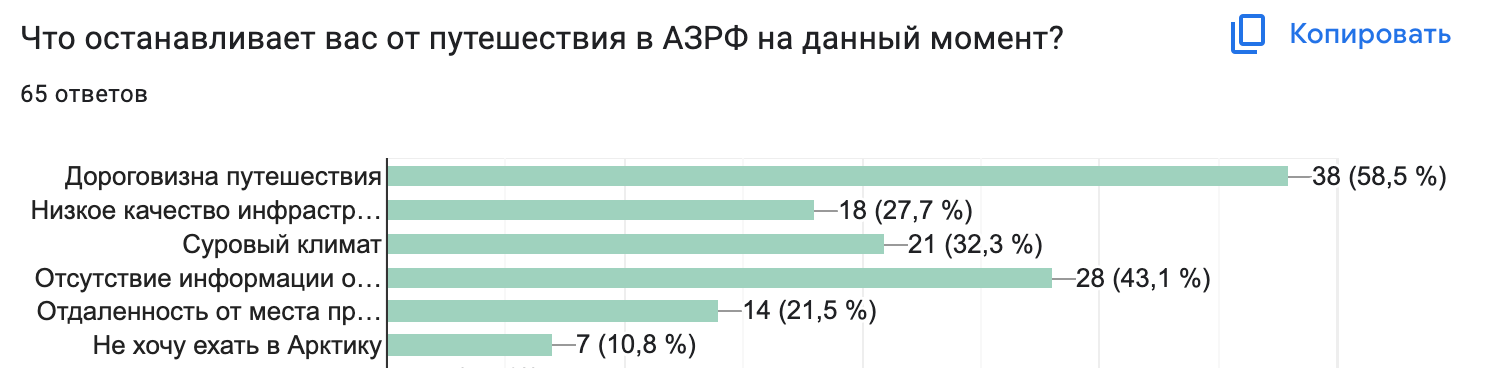 Что останавливает вас от путешествия в АЗРФ на данный момент?
Копировать
65 ответов
Дороговизна путешествия 38 (58,5 %)
Низкое качество инфрастр… 18 (27,7 %)
Суровый климат 21 (32,3 %)
Отсутствие информации о… 28 (43,1 %)
Отдаленность от места пр… 14 (21,5 %)
Не хочу ехать в Арктику 7 (10,8 %)